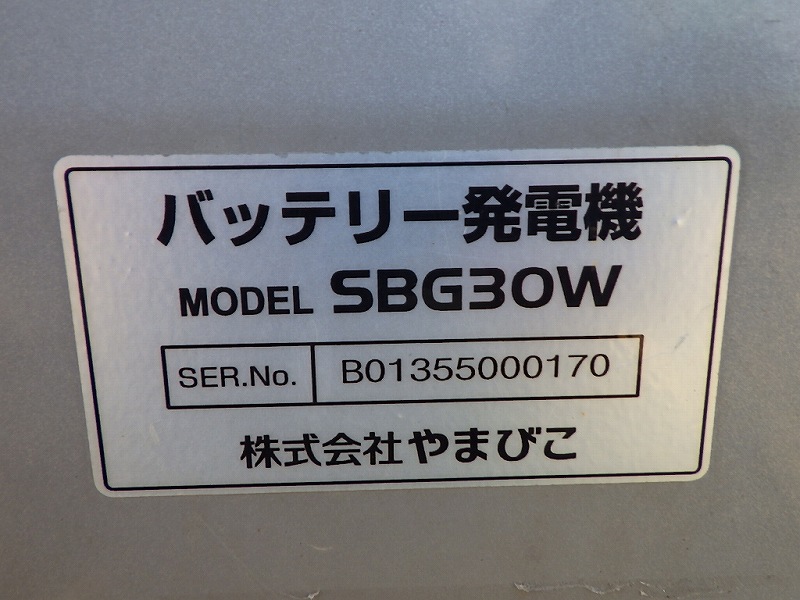 バッテリー発電機
MODEL SBG30W
SER.No. B01355000170
株式会社やまびこ